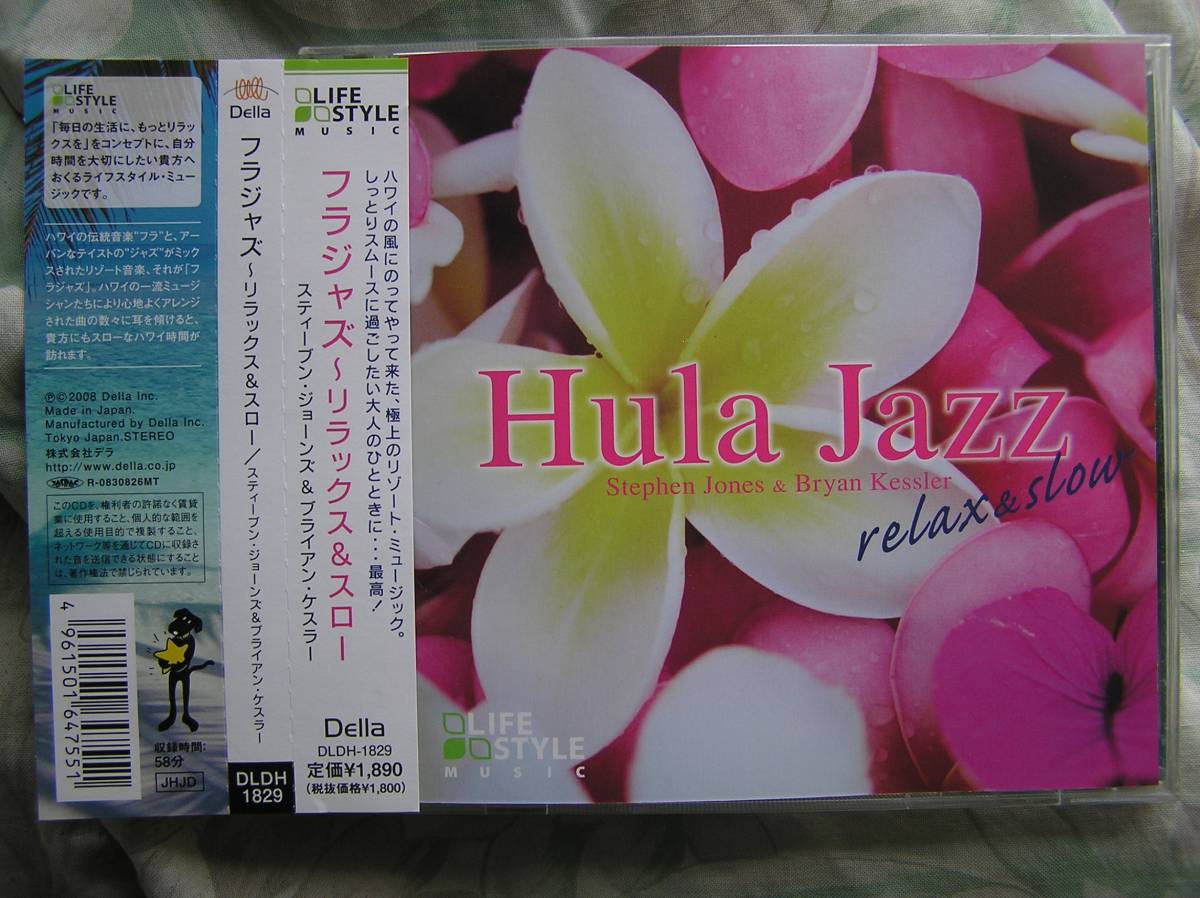 LIFE
STYLE
MUSIC
「毎日の生活に、もっとリラッ
クスを」をコンセプトに、自分
時間を大切にしたい貴方へ
おくるライフスタイル・ミュー
ジックです。
ハワイの伝統音楽"フラ"と、アー
バンなテイストの"ジャズ"がミック
スされたリゾート音楽、それが「フ
ラジャズ」。ハワイの一流ミュージ
シャンたちにより心地よくアレンジ
された曲の数々に耳を傾けると、
貴方にもスローなハワイ時間が
訪れます。
Ⓟ©2008 Della Inc.
Made in Japan.
Manufactured by Della Inc.
Tokyo Japan.STEREO
株式会社デラ
http://www.della.co.jp
R-0830826MT
このCDを、権利者の許諾なく賃貸
業に使用すること、個人的な範囲を
超える使用目的で複製すること、
ネットワーク等を通じてCDに収録さ
れた音を送信できる状態にすること
は、著作権法で禁じられています。
4961501647551
収録時間:
58分
JHJD
Della
フラジャズ~リラックス&スロー/スティーブン・ジョーンズ&ブライアン・ケスラー
DLDH
1829
LIFE
STYLE
MUSIC
ハワイの風にのってやって来た、極上のリゾート・ミュージック。
しっとりスムースに過ごしたい大人のひとときに・・・最高!
フラジャズ~リラックス&スロー
スティーブン・ジョーンズ&ブライアン・ケスラー
Della
DLDH-1829
定価¥1,890
(税抜価格¥1,800)
Hula Jazz
Stephen Jones & Bryan Kessler
relax&slow
LIFE
STYLE
MUSIC